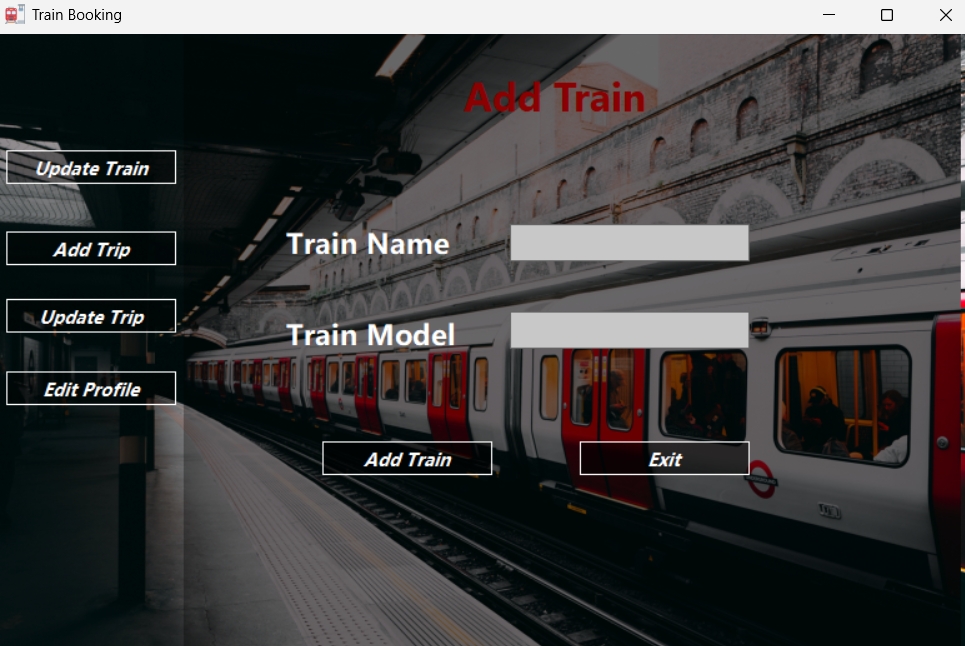 Train Booking
Add Train
Update Train
Add Trip
Update Trip
Edit Profile
Train Name
Train Model
Add Train
Exit